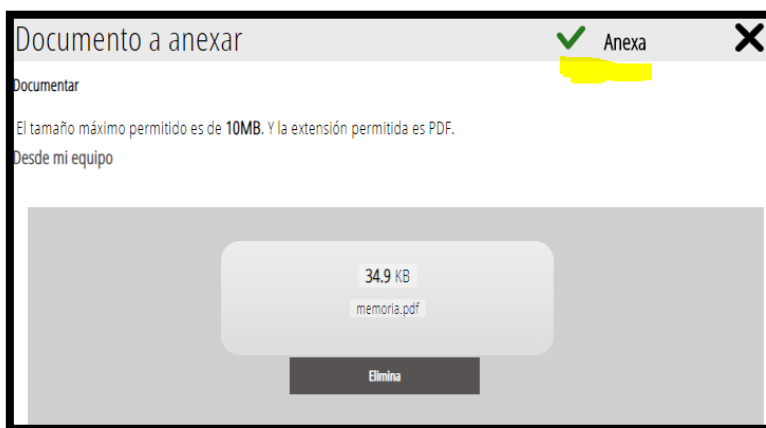 Documento a anexar
Anexa
Documentar
El tamaño máximo permitido es de 10MB. Y la extensión permitida es PDF.
Desde mi equipo
34.9 KB
memoria.pdf
Elimina